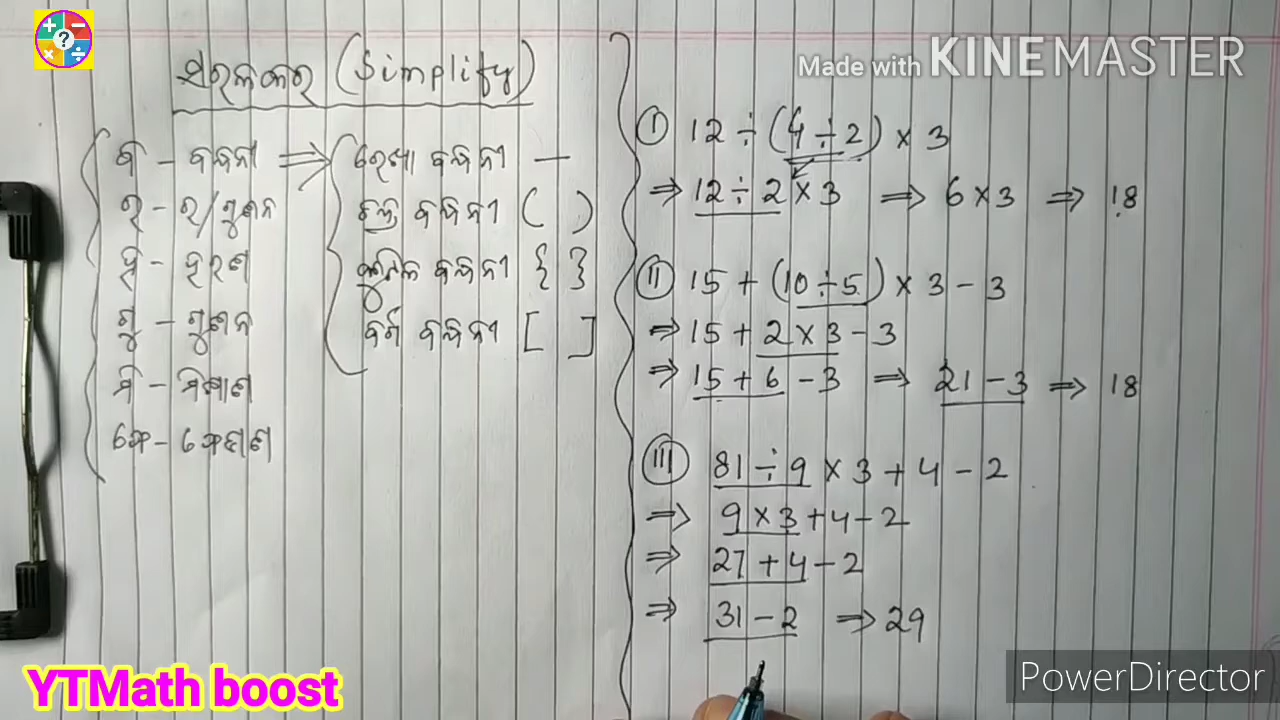 Made with KINEMASTER
ସରଳକର (Simplify)
ବ - ବନ୍ଧନୀ ⇒
ର - ର/ଗୁଣନ
ହ - ହରଣ
ଗୁ - ଗୁଣନ
ମି - ମିଶାଣ
ଫେ - ଫେଡାଣ
ରେଖା ବନ୍ଧନୀ —
ଚନ୍ଦ୍ର ବନ୍ଧନୀ ( )
କୁଟିଳ ବନ୍ଧନୀ { }
ବର୍ଗ ବନ୍ଧନୀ [ ]
I 12 ÷ (4 ÷ 2) × 3
⇒ 12 ÷ 2 × 3 ⇒ 6 × 3 ⇒ 18
II 15 + (10 ÷ 5) × 3 - 3
⇒ 15 + 2 × 3 - 3
⇒ 15 + 6 - 3 ⇒ 21 - 3 ⇒ 18
III 81 ÷ 9 × 3 + 4 - 2
⇒ 9 × 3 + 4 - 2
⇒ 27 + 4 - 2
⇒ 31 - 2 ⇒ 29
YTMath boost
PowerDirector